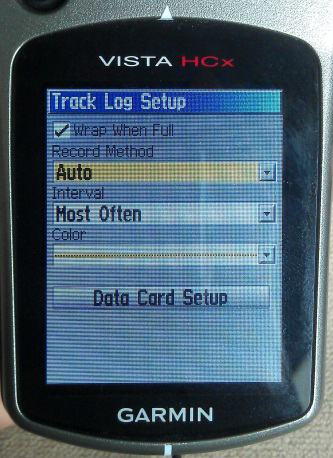 VISTA HCx
Track Log Setup
Wrap When Full
Record Method
Auto
Interval
Most Often
Color
Data Card Setup
GARMIN